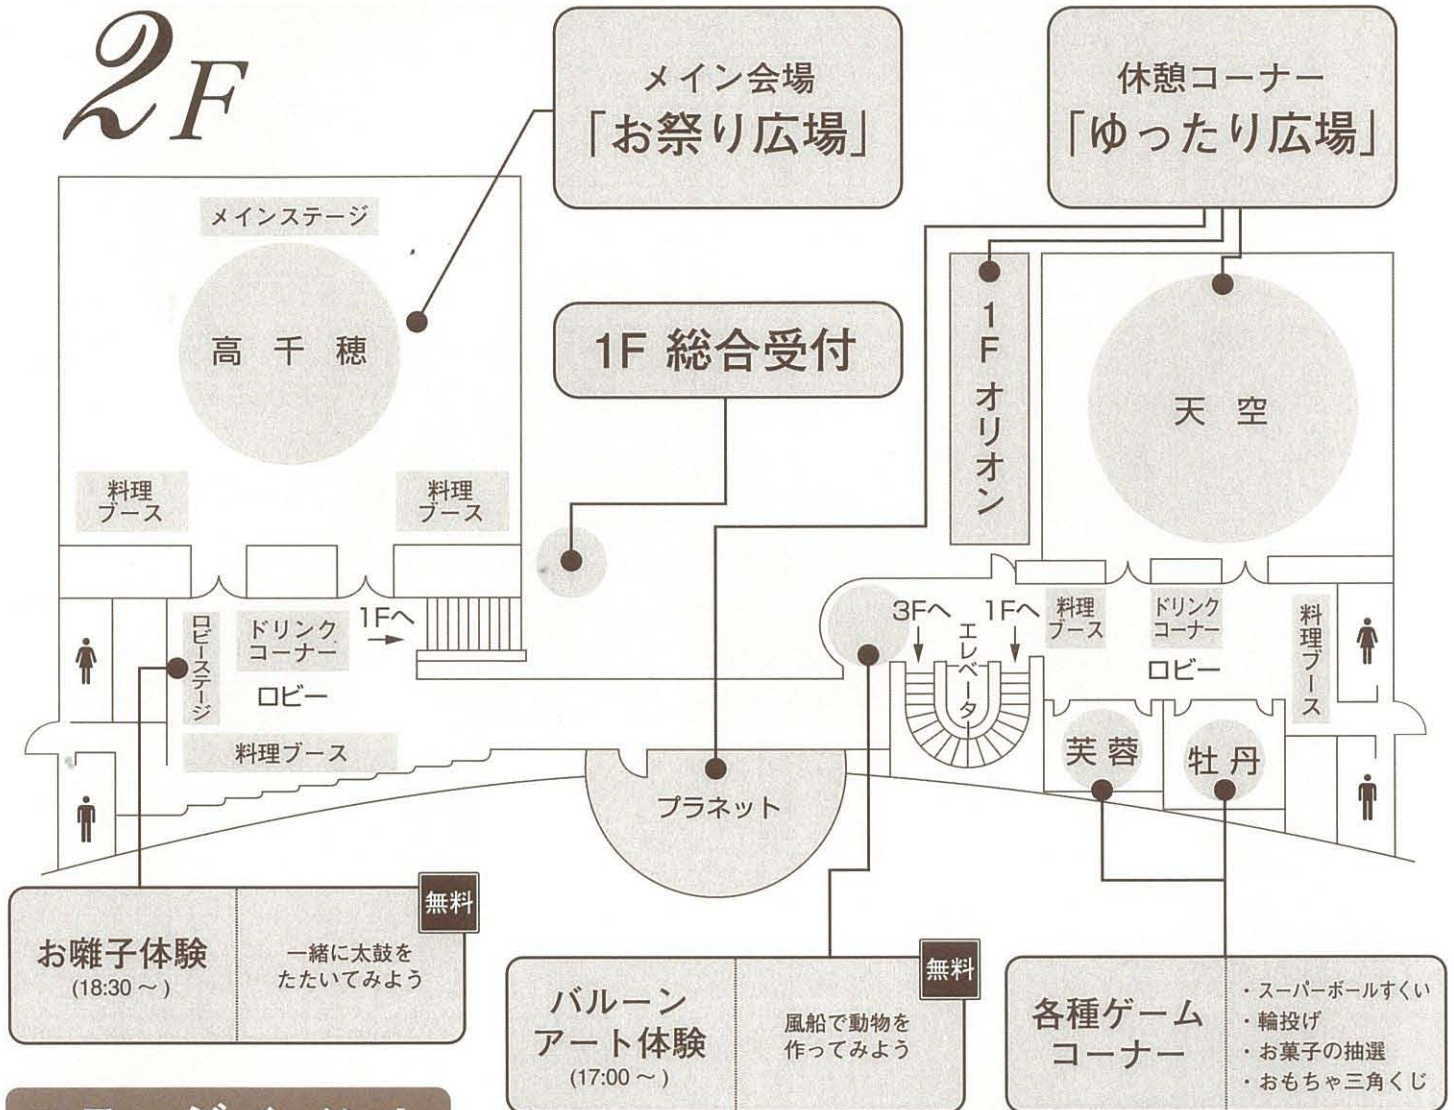 2F
メイン会場
「お祭り広場」
休憩コーナー
「ゆったり広場」
メインステージ
高千穂
1F 総合受付
1Fオリオン
天空
料理
ブース
料理
ブース
ロビーステージ
ドリンク
コーナー
1Fへ
ロビー
料理ブース
3Fへ
エレベータ
1Fへ
料理
ブース
ドリンク
コーナー
料理ブース
ロビー
芙蓉
牡丹
プラネット
お囃子体験
(18:30～)
一緒に太鼓を
たたいてみよう
無料
バルーン
アート体験
(17:00～)
風船で動物を
作ってみよう
無料
各種ゲーム
コーナー
・スーパーボールすくい
・輪投げ
・お菓子の抽選
・おもちゃ三角くじ